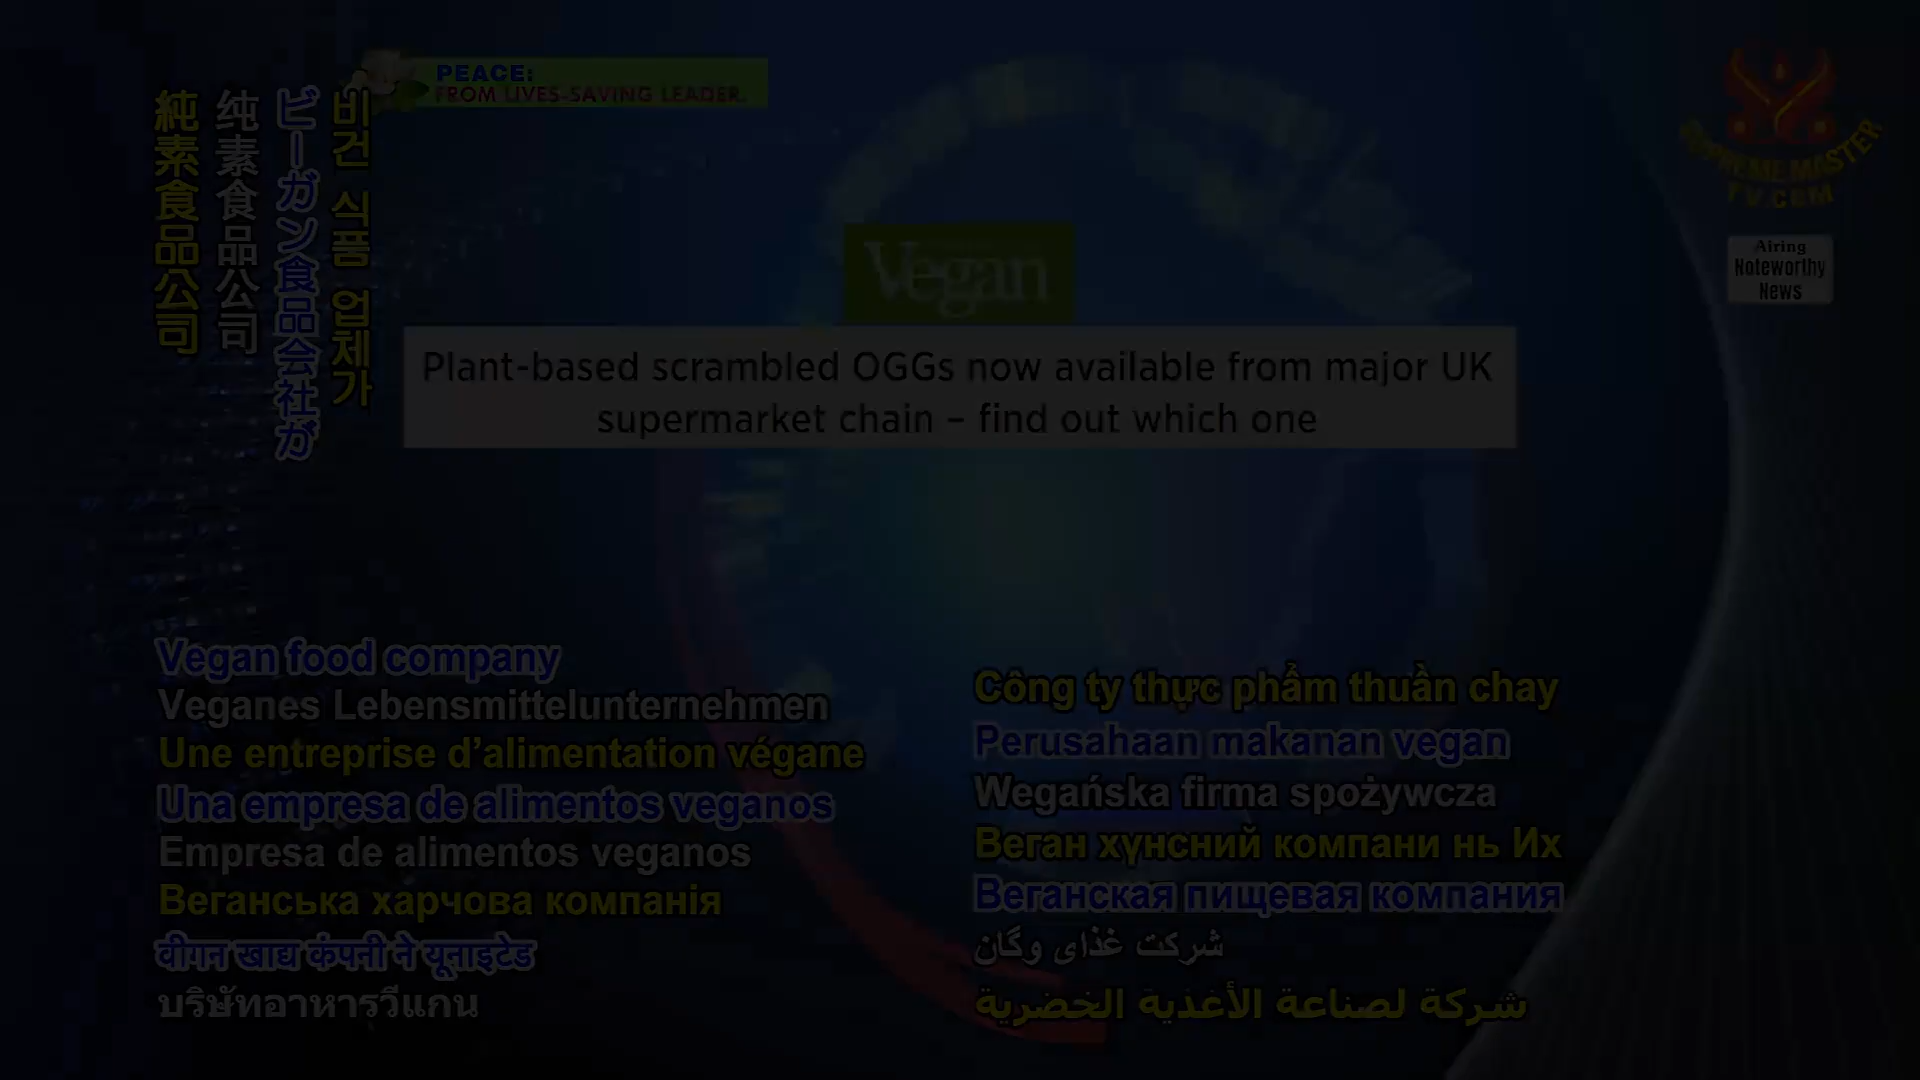 PEACE:
FROM LIVES-SAVING LEADER.
純素食品公司
纯素食品公司
ビーガン食品会社が
비건 식품 업체가
SUPREME MASTER
TV.COM
Airing
Noteworthy
News
Vegan
Plant-based scrambled OGGs now available from major UK
supermarket chain – find out which one
Vegan food company
Veganes Lebensmittelunternehmen
Une entreprise d’alimentation végane
Una empresa de alimentos veganos
Empresa de alimentos veganos
Веганська харчова компанія
वीगन खाद्य कंपनी ने यूनाइटेड
บริษัทอาหารวีแกน
Công ty thực phẩm thuần chay
Perusahaan makanan vegan
Wegańska firma spożywcza
Веган хүнсний компани нь Их
Веганская пищевая компания
شرکت غذای وگان
شركة لصناعة الأغذية الخضرية